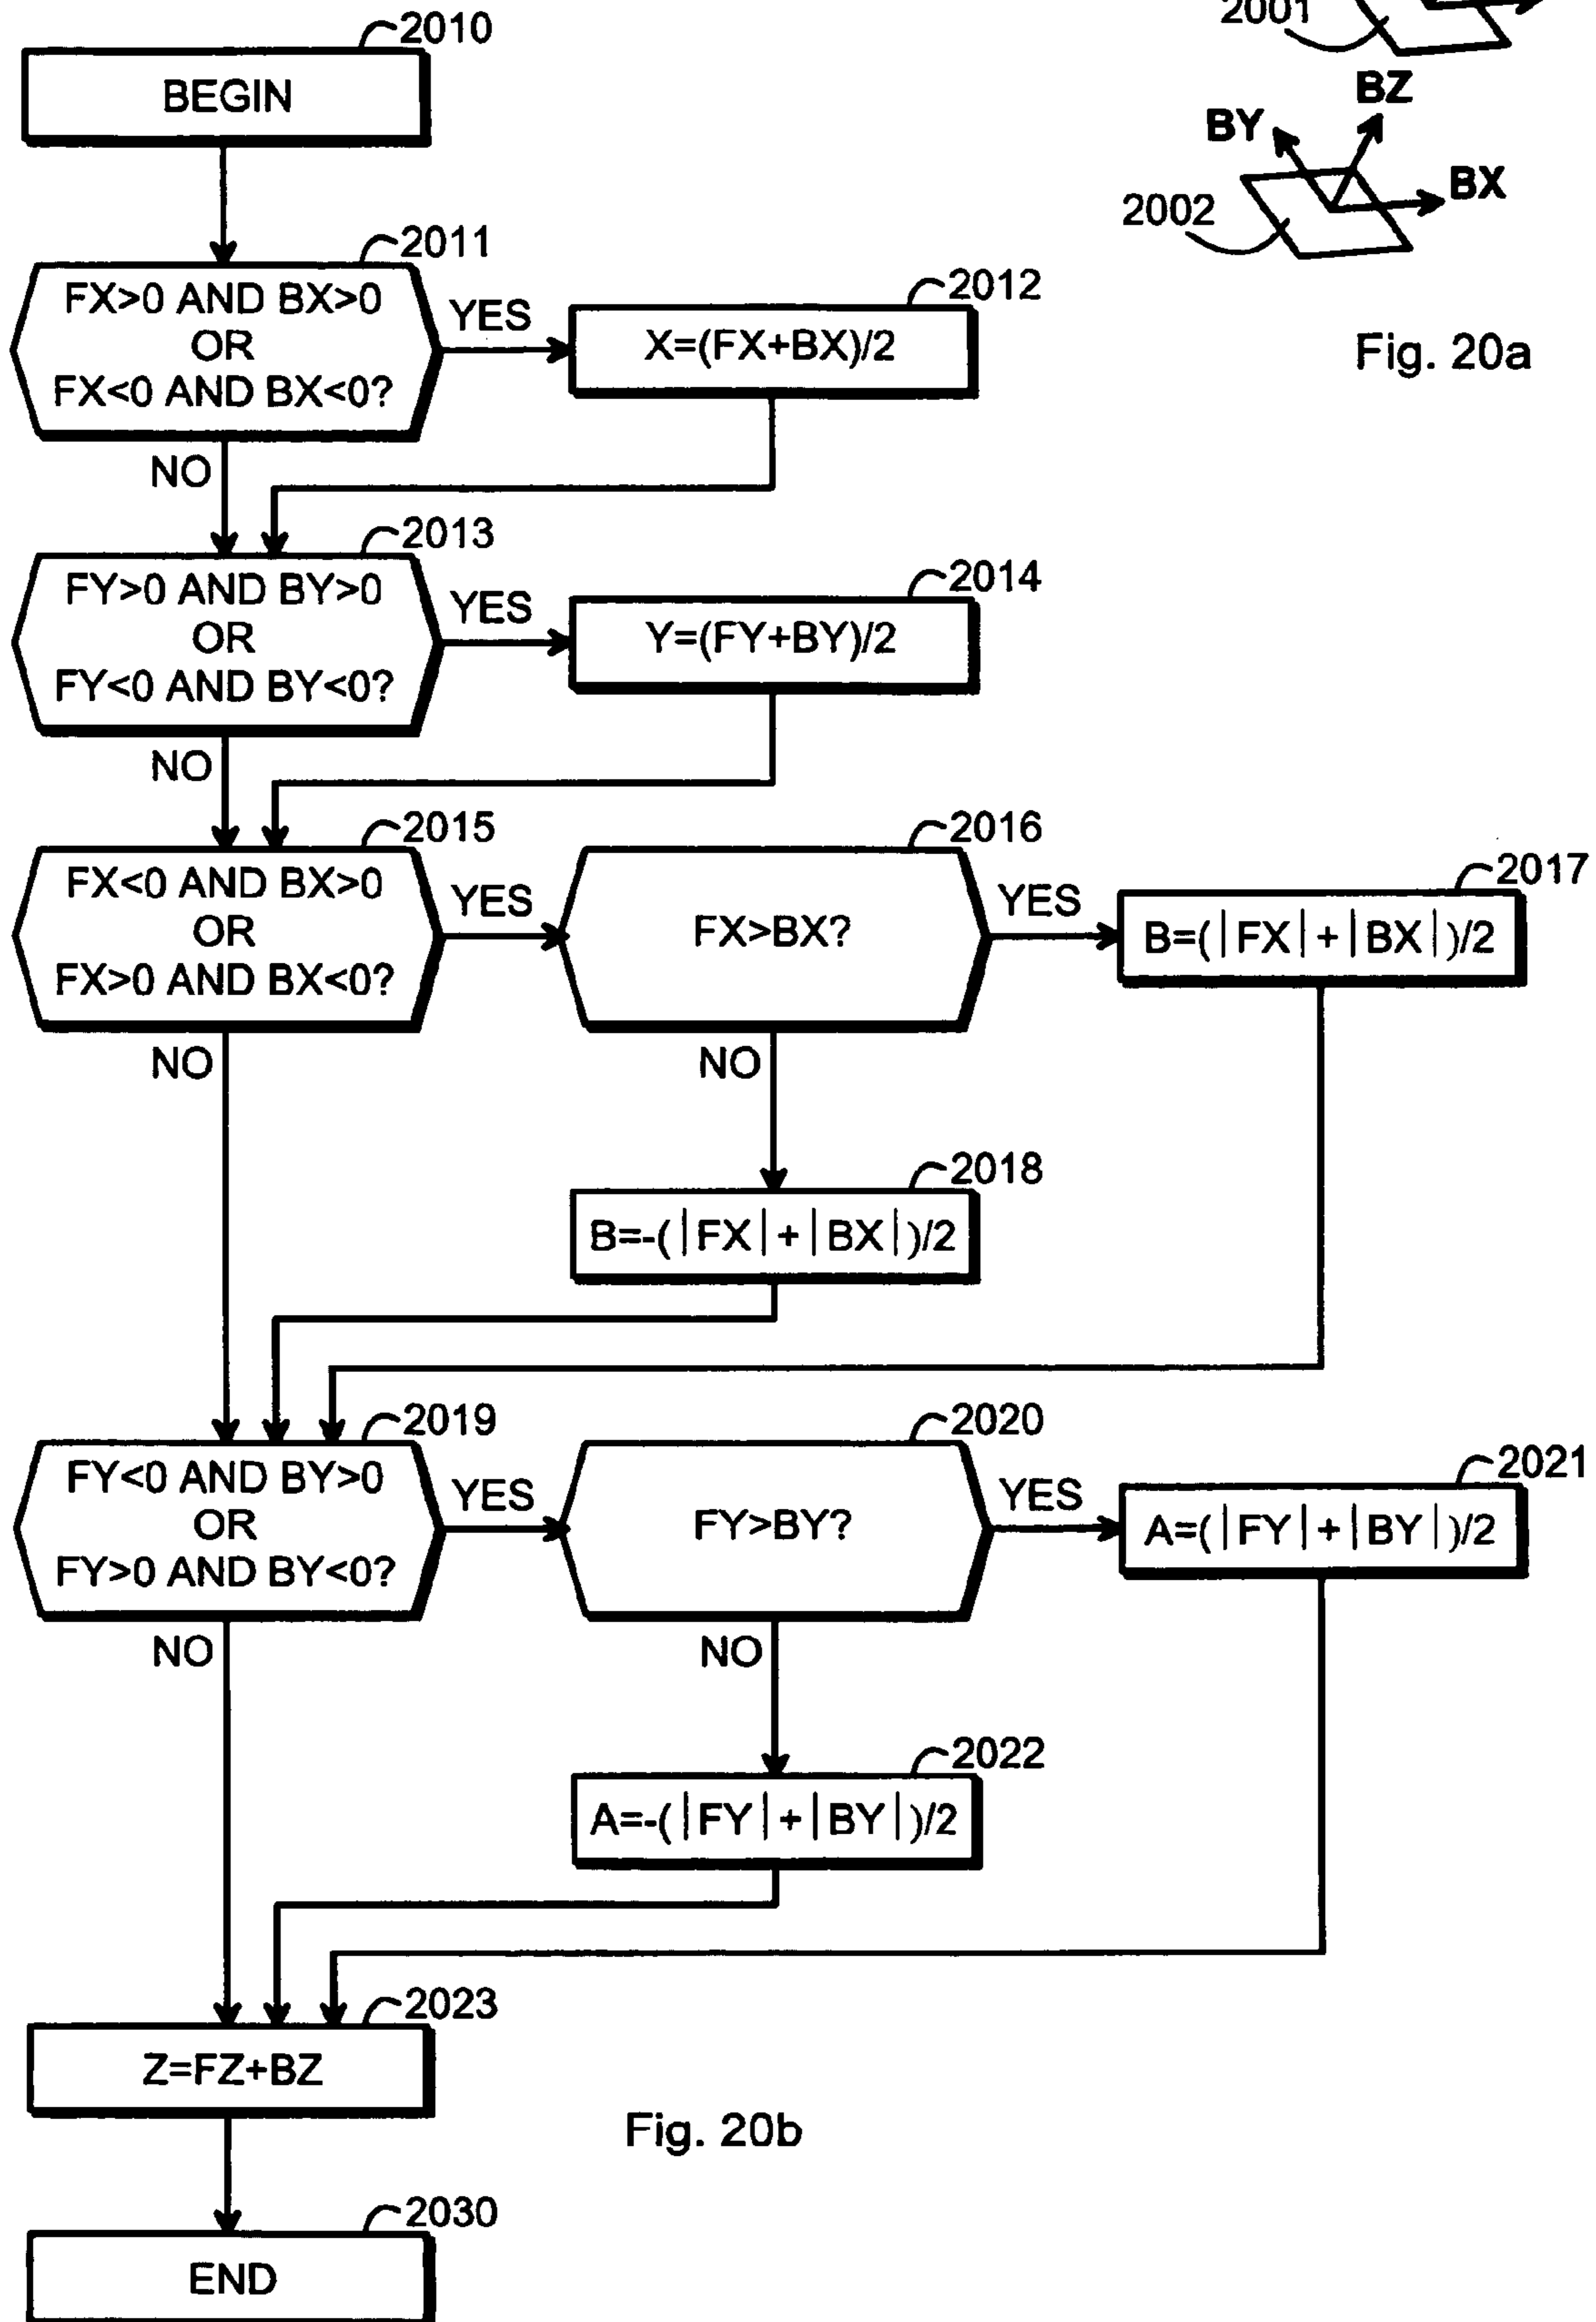 2010
BEGIN
2001
BZ
BY
BX
2002
Fig. 20a
2011
FX>0 AND BX>0
OR
FX<0 AND BX<0?
YES
NO
2012
X=(FX+BX)/2
2013
FY>0 AND BY>0
OR
FY<0 AND BY<0?
YES
NO
2014
Y=(FY+BY)/2
2015
FX<0 AND BX>0
OR
FX>0 AND BX<0?
YES
NO
2016
FX>BX?
YES
NO
2017
B=(|FX|+|BX|)/2
2018
B=-(|FX|+|BX|)/2
2019
FY<0 AND BY>0
OR
FY>0 AND BY<0?
YES
NO
2020
FY>BY?
YES
NO
2021
A=(|FY|+|BY|)/2
2022
A=-(|FY|+|BY|)/2
2023
Z=FZ+BZ
Fig. 20b
2030
END